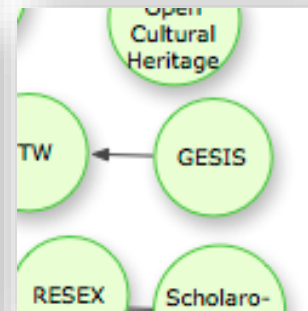 Open
Cultural
Heritage
TW
GESIS
RESEX
Scholaro-